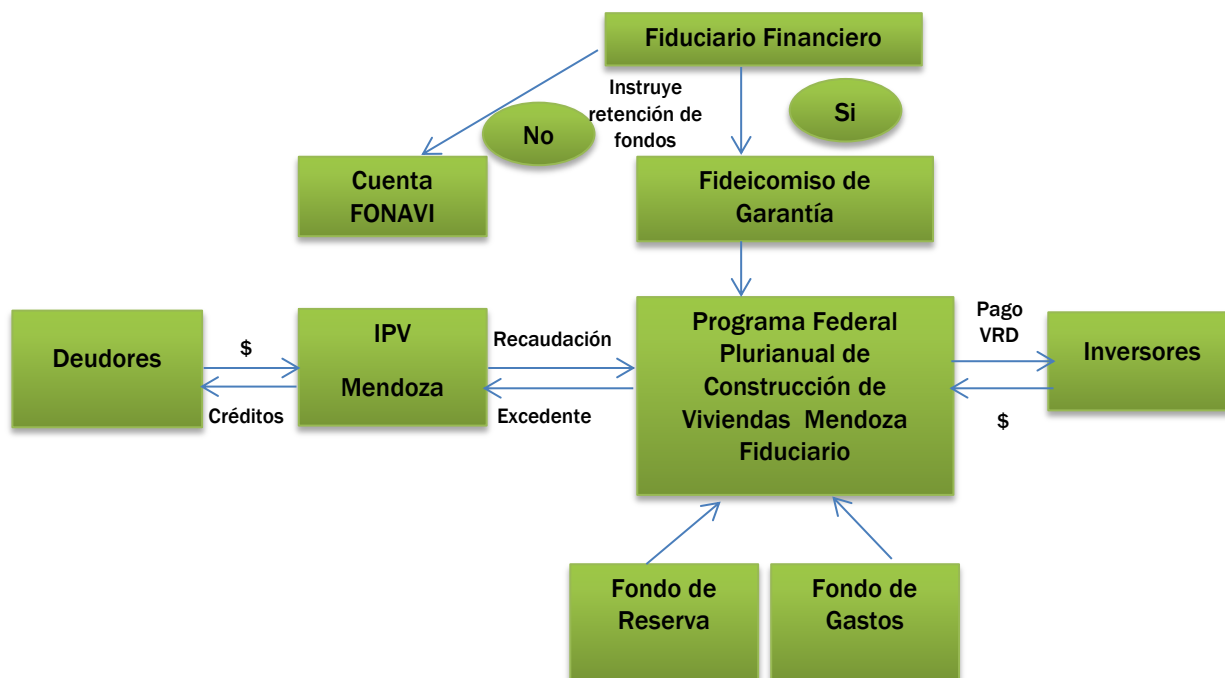 Fiduciario Financiero
Instruye
retención de
fondos
No
Si
Cuenta
FONAVI
Fideicomiso de
Garantía
Deudores
$
Créditos
IPV
Mendoza
Recaudación
Excedente
Programa Federal
Plurianual de
Construcción de
Viviendas Mendoza
Fiduciario
Pago
VRD
$
Inversores
Fondo de
Reserva
Fondo de
Gastos